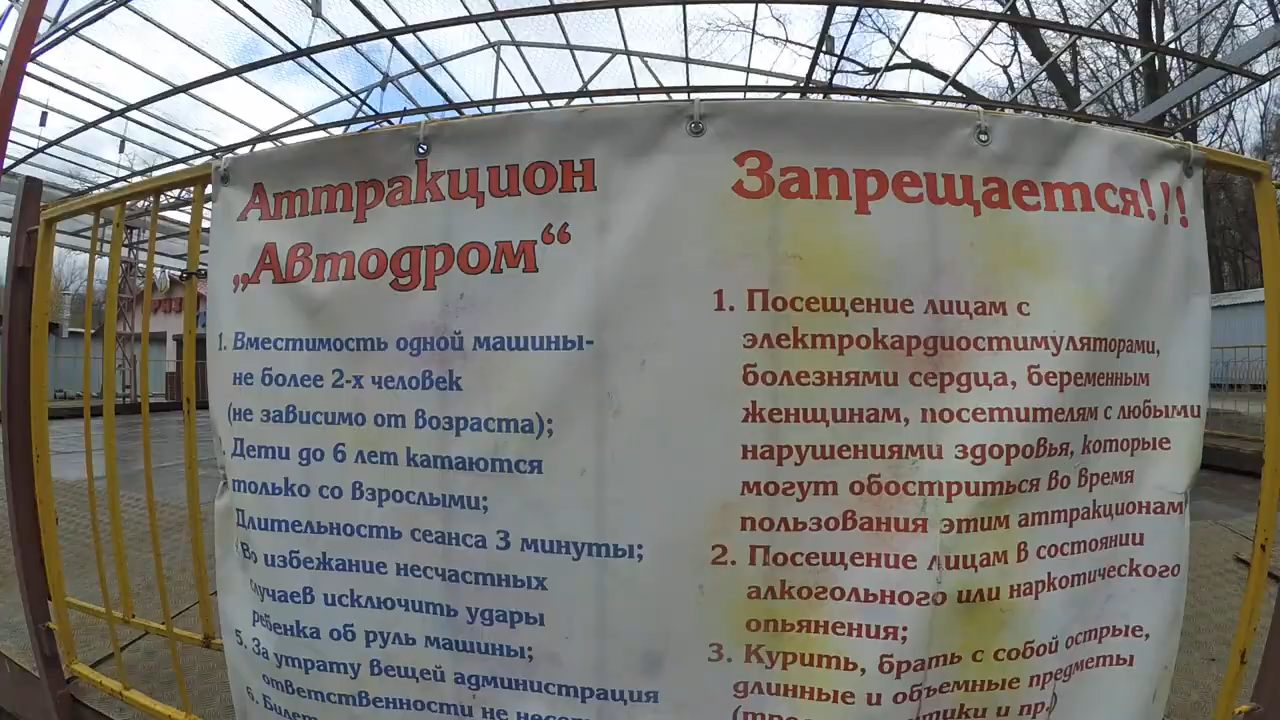 Аттракцион
„Автодром“
1. Вместимость одной машины-
не более 2-х человек
(не зависимо от возраста);
Дети до 6 лет катаются
только со взрослыми;
Длительность сеанса 3 минуты;
Во избежание несчастных
случаев исключить удары
ребенка об руль машины;
5. За утрату вещей администрация
ответственности не
6.
Запрещается!!!
1. Посещение лицам с
электрокардиостимуляторами,
болезнями сердца, беременным
женщинам, посетителям с любыми
нарушениями здоровья, которые
могут обостриться во время
пользования этим аттракционам
2. Посещение лицам в состоянии
алкогольного или наркотического
опьянения;
3. Курить, брать с собой острые,
длинные и объемные предметы
и пр.)